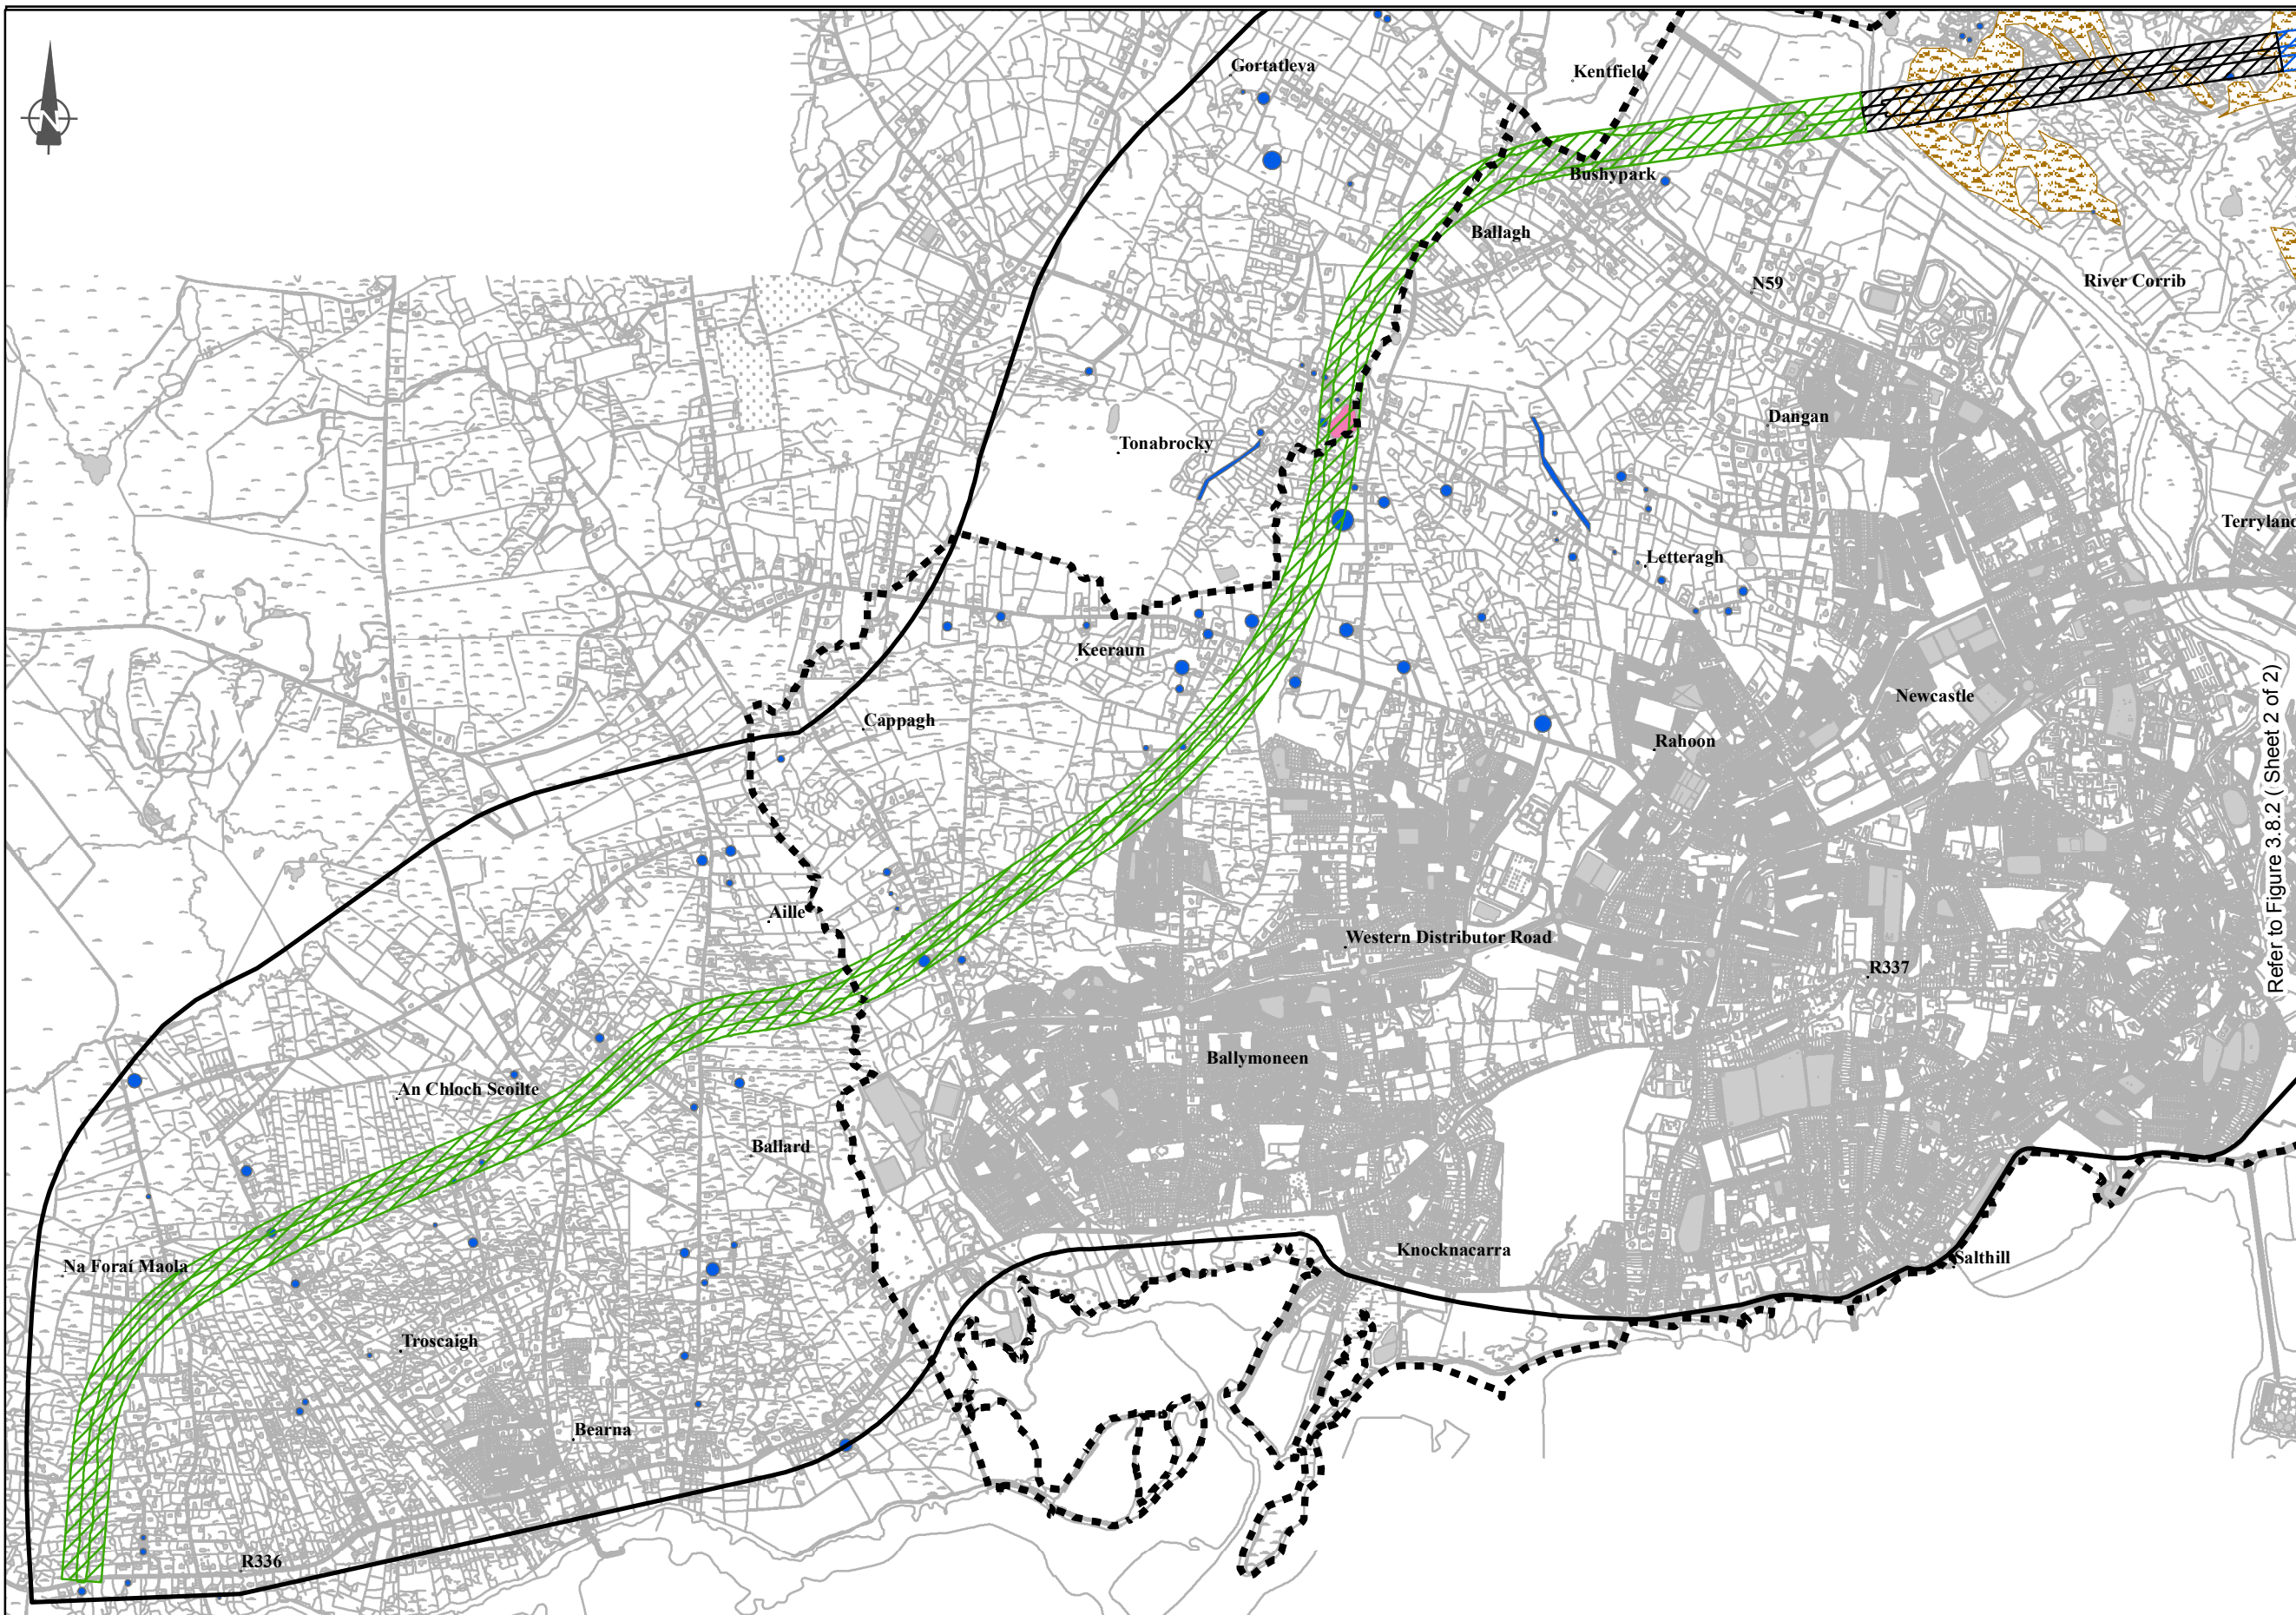 Gortatleva
Kentfield
N
Bushypark
Ballagh
N59
River Corrib
Dangan
Tonabrocky
Terryland
Letteragh
Keeraun
Newcastle
Cappagh
Rahoon
Refer to Figure 3.8.2 ( Sheet 2 of 2)
Aille
Western Distributor Road
R337
Ballymoneen
An Chloch Scoilte
Ballard
Knocknacarra
Salthill
Na Foraí Maola
Troscaigh
Bearna
R336